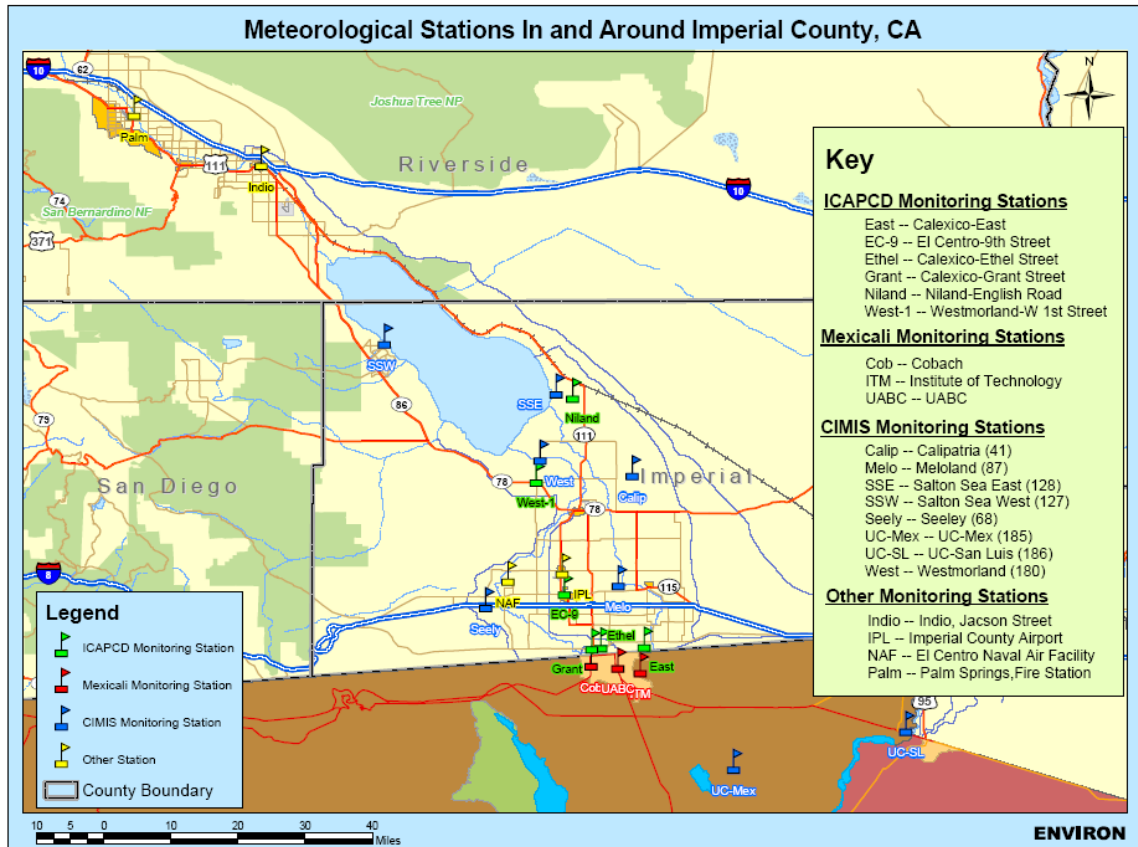 Meteorological Stations In and Around Imperial County, CA
10
62
Joshua Tree NP
N
Palm
111
Riverside
Indio
10
74
San Bernardino NF
371
SSW
86
SSE
Niland
79
111
San Diego
78
West
Imperial
West-1
Calip
78
8
NAF
IPL
115
EC-9
Melo
Seely
Ethel
Grant
East
Cob
UABC
ITM
95
UC-SL
UC-Mex
Key
ICAPCD Monitoring Stations
East -- Calexico-East
EC-9 -- El Centro-9th Street
Ethel -- Calexico-Ethel Street
Grant -- Calexico-Grant Street
Niland -- Niland-English Road
West-1 -- Westmorland-W 1st Street
Mexicali Monitoring Stations
Cob -- Cobach
ITM -- Institute of Technology
UABC -- UABC
CIMIS Monitoring Stations
Calip -- Calipatria (41)
Melo -- Meloland (87)
SSE -- Salton Sea East (128)
SSW -- Salton Sea West (127)
Seely -- Seeley (68)
UC-Mex -- UC-Mex (185)
UC-SL -- UC-San Luis (186)
West -- Westmorland (180)
Other Monitoring Stations
Indio -- Indio, Jacson Street
IPL -- Imperial County Airport
NAF -- El Centro Naval Air Facility
Palm -- Palm Springs,Fire Station
Legend
ICAPCD Monitoring Station
Mexicali Monitoring Station
CIMIS Monitoring Station
Other Station
County Boundary
10 5 0 10 20 30 40
Miles
ENVIRON